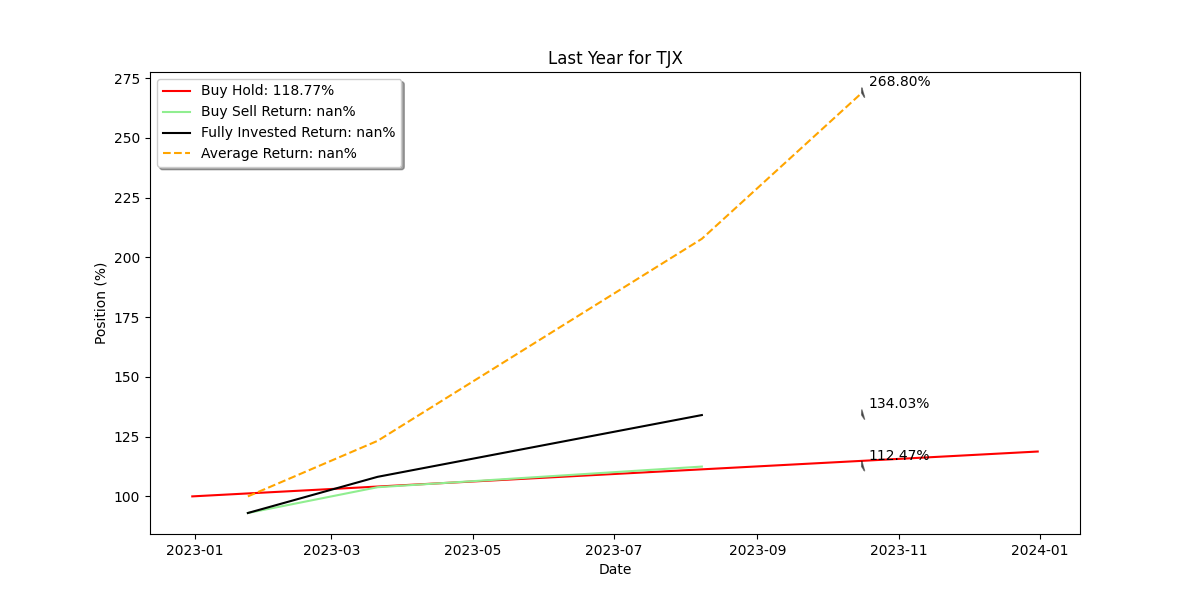 Last Year for TJX
Buy Hold: 118.77%
Buy Sell Return: nan%
Fully Invested Return: nan%
Average Return: nan%
268.80%
134.03%
112.47%
275
250
225
200
175
150
125
100
Position (%)
2023-01 2023-03 2023-05 2023-07 2023-09 2023-11 2024-01
Date